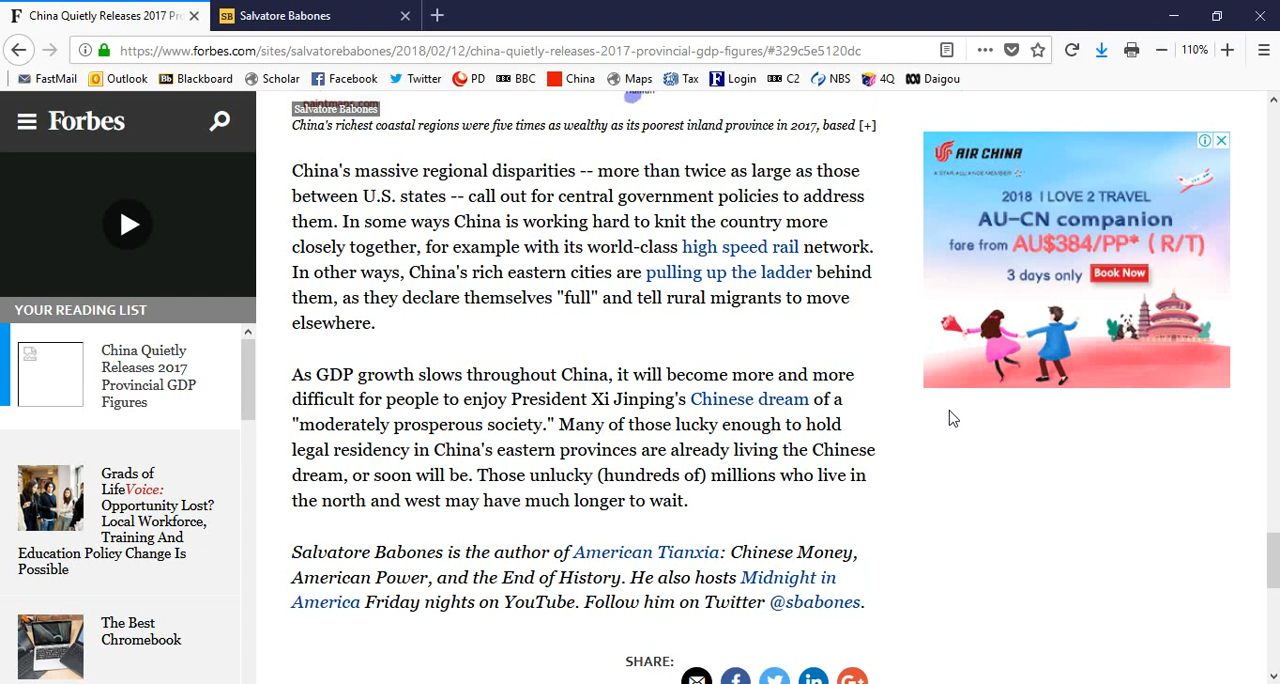 China Quietly Releases 2017 Pro
Salvatore Babones
https://www.forbes.com/sites/salvatorebabones/2018/02/12/china-quietly-releases-2017-provincial-gdp-figures/#329c5e5120dc
110%
FastMail Outlook Blackboard Scholar Facebook Twitter PD BBC China Maps Tax Login C2 NBS 4Q Daigou
Forbes
YOUR READING LIST
China Quietly
Releases 2017
Provincial GDP
Figures
Grads of
LifeVoice:
Opportunity Lost?
Local Workforce,
Training And
Education Policy Change Is
Possible
The Best
Chromebook
Salvatore Babones
China's richest coastal regions were five times as wealthy as its poorest inland province in 2017, based [+]
China's massive regional disparities -- more than twice as large as those
between U.S. states -- call out for central government policies to address
them. In some ways China is working hard to knit the country more
closely together, for example with its world-class high speed rail network.
In other ways, China's rich eastern cities are pulling up the ladder behind
them, as they declare themselves "full" and tell rural migrants to move
elsewhere.
As GDP growth slows throughout China, it will become more and more
difficult for people to enjoy President Xi Jinping's Chinese dream of a
"moderately prosperous society." Many of those lucky enough to hold
legal residency in China's eastern provinces are already living the Chinese
dream, or soon will be. Those unlucky (hundreds of) millions who live in
the north and west may have much longer to wait.
Salvatore Babones is the author of American Tianxia: Chinese Money,
American Power, and the End of History. He also hosts Midnight in
America Friday nights on YouTube. Follow him on Twitter @sbabones.
SHARE:
AIR CHINA
A STAR ALLIANCE MEMBER
2018 I LOVE 2 TRAVEL
AU-CN companion
fare from AU$384/PP* ( R/T)
3 days only Book Now